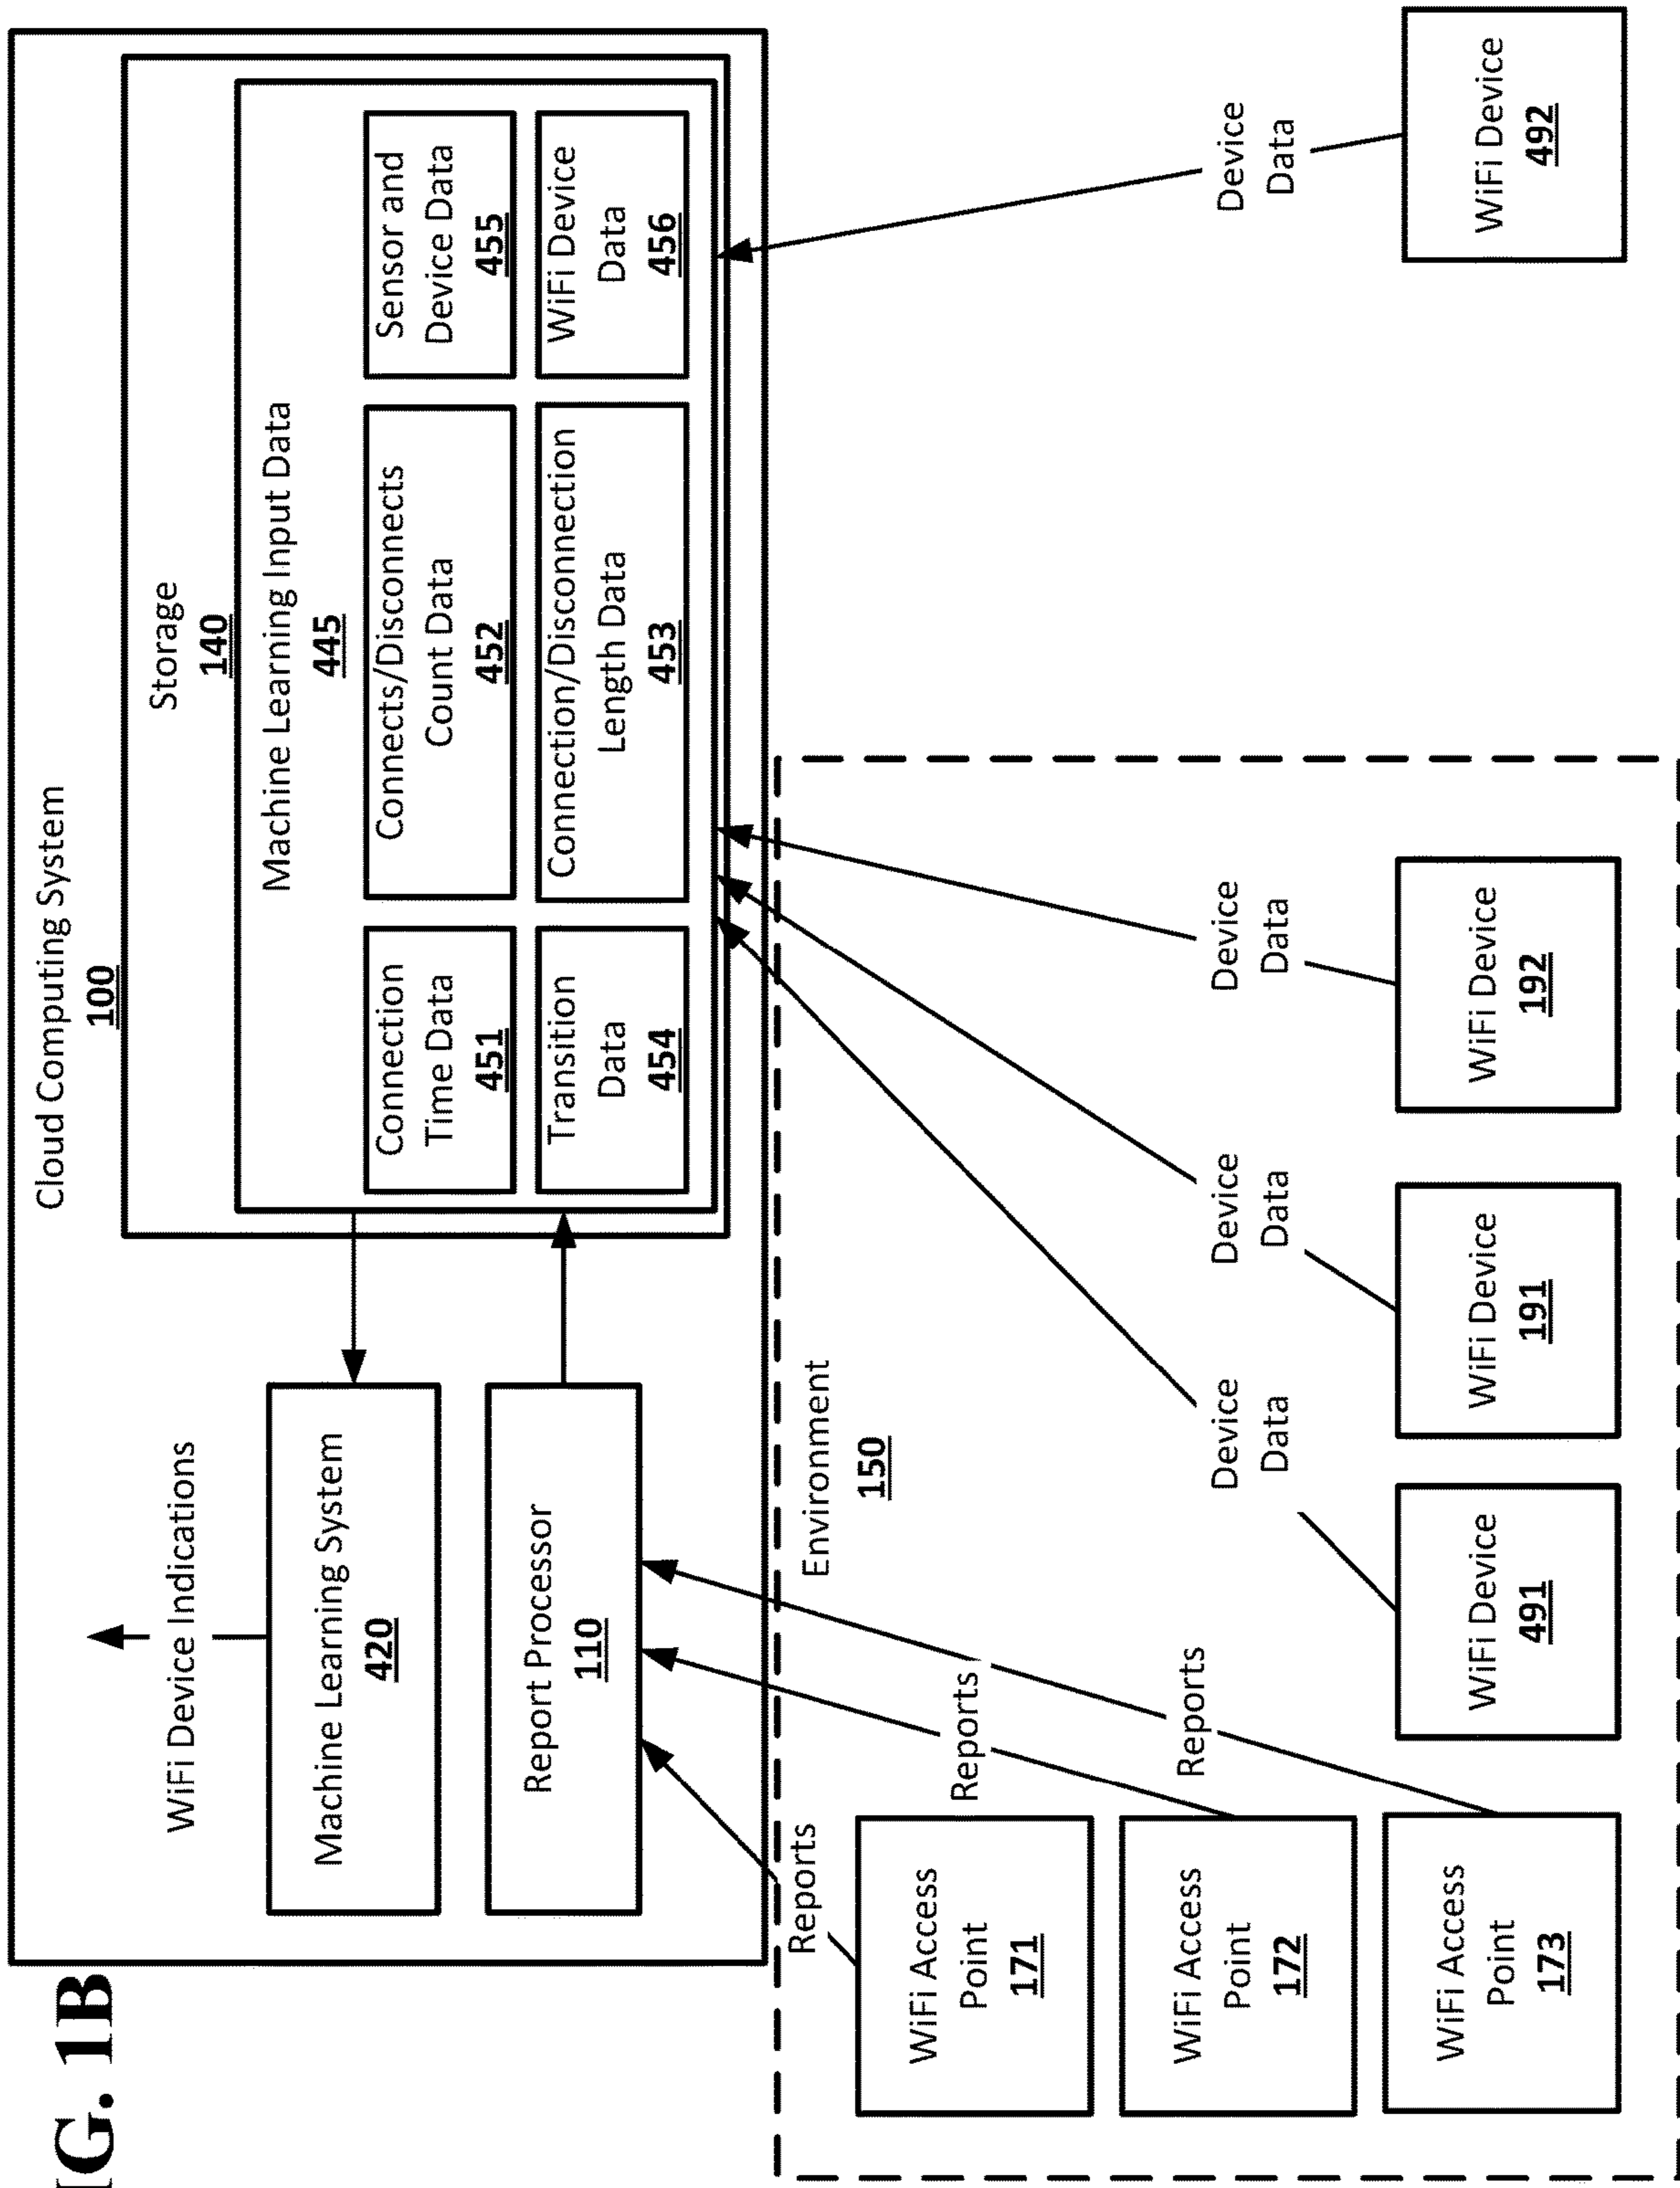 Cloud Computing System
100
WiFi Device Indications
Machine Learning System
420
Report Processor
110
Storage
140
Machine Learning Input Data
445
Connection
Time Data
451
Connects/Disconnects
Count Data
452
Sensor and
Device Data
455
Transition
Data
454
Connection/Disconnection
Length Data
453
WiFi Device
Data
456
Environment
150
Reports
Reports
Reports
Device
Data
Device
Data
Device
Data
Device
Data
WiFi Access
Point
171
WiFi Access
Point
172
WiFi Access
Point
173
WiFi Device
491
WiFi Device
191
WiFi Device
192
WiFi Device
492
G. 1B